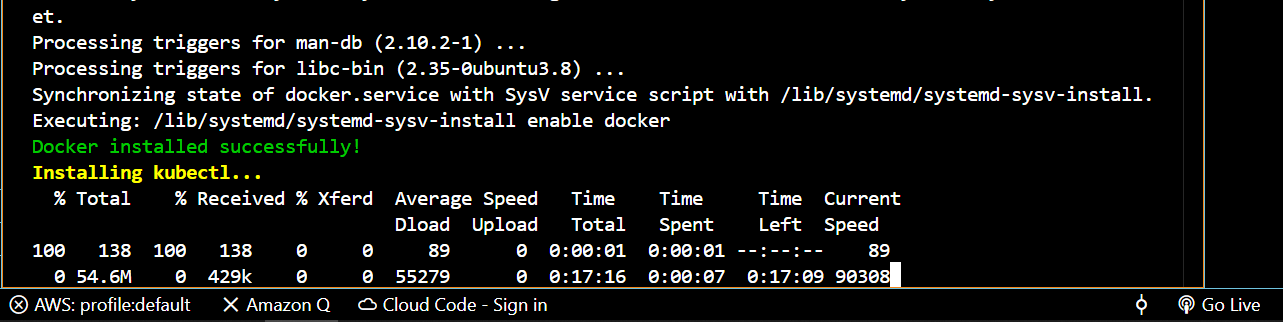 et.
Processing triggers for man-db (2.10.2-1) ...
Processing triggers for libc-bin (2.35-0ubuntu3.8) ...
Synchronizing state of docker.service with SysV service script with /lib/systemd/systemd-sysv-install.
Executing: /lib/systemd/systemd-sysv-install enable docker
Docker installed successfully!
Installing kubectl...
% Total % Received % Xferd Average Speed Time Time Time Current
Dload Upload Total Spent Left Speed
100 138 100 138 0 0 89 0 0:00:01 0:00:01 --:--:-- 89
0 54.6M 0 429k 0 0 55279 0 0:17:16 0:00:07 0:17:09 90308
AWS: profile:default Amazon Q Cloud Code - Sign in Go Live